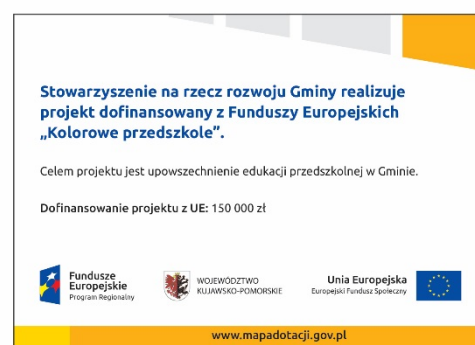 Stowarzyszenie na rzecz rozwoju Gminy realizuje
projekt dofinansowany z Funduszy Europejskich
„Kolorowe przedszkole”.
Celem projektu jest upowszechnienie edukacji przedszkolnej w Gminie.
Dofinansowanie projektu z UE: 150 000 zł
Fundusze
Europejskie
Program Regionalny
WOJEWÓDZTWO
KUJAWSKO-POMORSKIE
Unia Europejska
Europejski Fundusz Społeczny
www.mapadotacji.gov.pl